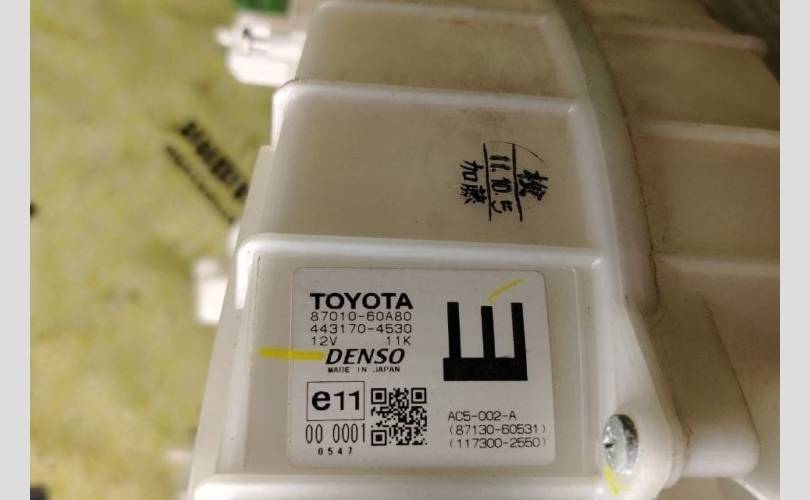 検
11.10.5
加藤
TOYOTA
87010-60A80
443170-4530
12V 11K
DENSO
MADE IN JAPAN
E
e11
00 0001
0547
AC5-002-A
(87130-60531)
(117300-2550)